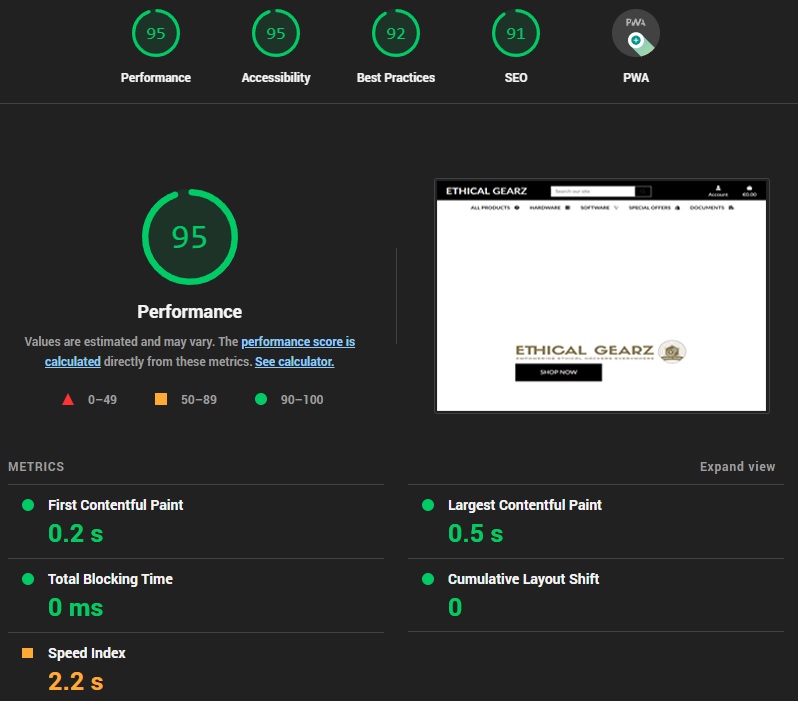 95
95
92
91
PWA
Performance
Accessibility
Best Practices
SEO
PWA
95
Performance
Values are estimated and may vary. The performance score is
calculated directly from these metrics. See calculator.
0–49
50–89
90–100
ETHICAL GEARZ
Search our site
Account
€0.00
ALL PRODUCTS
HARDWARE
SOFTWARE
SPECIAL OFFERS
DOCUMENTS
ETHICAL GEARZ
EMPOWERING ETHICAL HACKERS EVERYWHERE
SHOP NOW
METRICS
Expand view
First Contentful Paint
0.2 s
Largest Contentful Paint
0.5 s
Total Blocking Time
0 ms
Cumulative Layout Shift
0
Speed Index
2.2 s